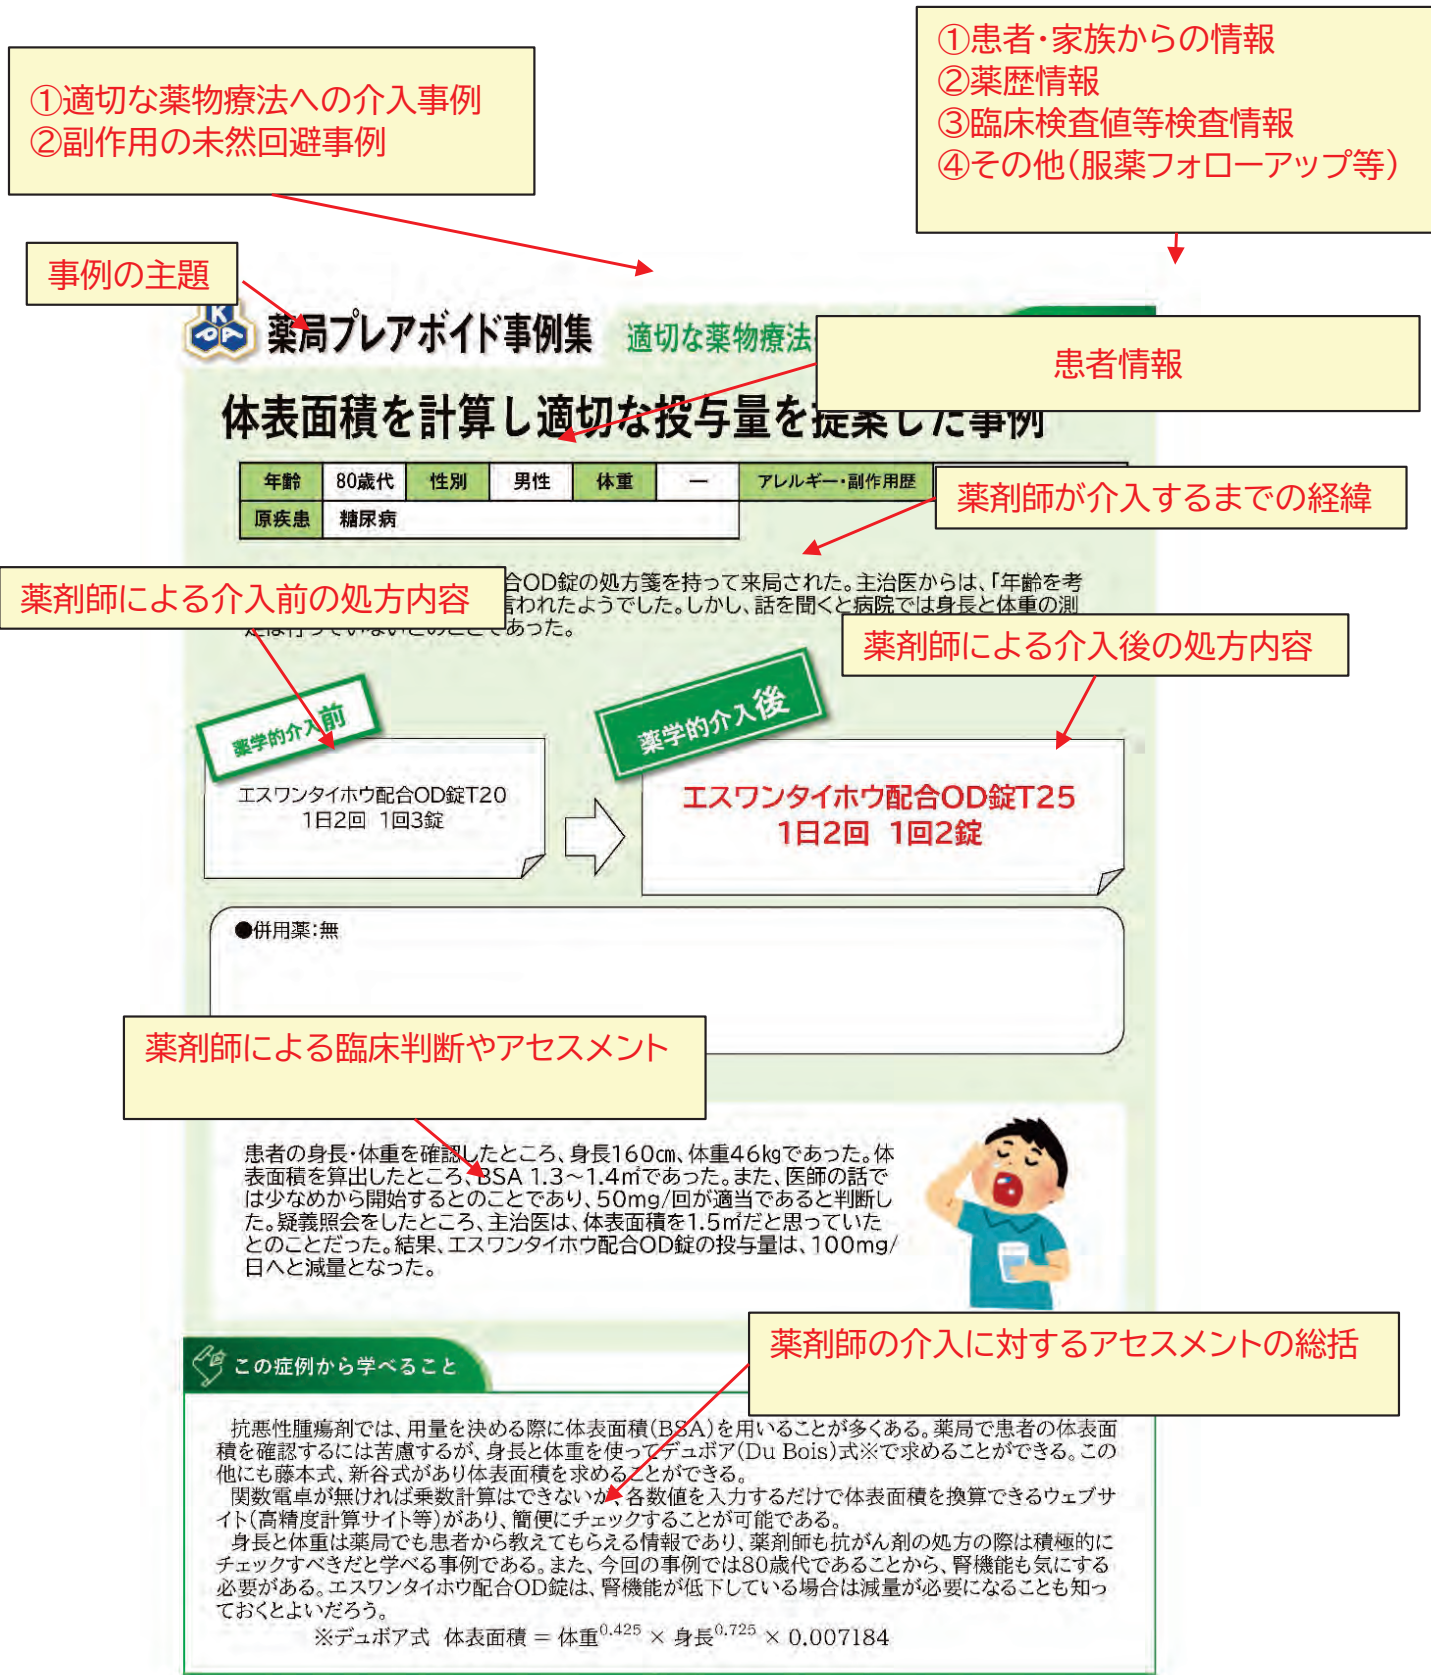 ①適切な薬物療法への介入事例
②副作用の未然回避事例
①患者・家族からの情報
②薬歴情報
③臨床検査値等検査情報
④その他(服薬フォローアップ等)
事例の主題
KPA
薬局プレアボイド事例集
適切な薬物療法
患者情報
体表面積を計算し適切な投与量を提案した事例
年齢 80歳代 性別 男性 体重 ― アレルギー・副作用歴
原疾患 糖尿病
薬剤師が介入するまでの経緯
薬剤師による介入前の処方内容
合OD錠の処方箋を持って来局された。主治医からは、「年齢を考
言われたようでした。しかし、話を聞くと病院では身長と体重の測
定は行っていないとのことであった。
薬剤師による介入後の処方内容
薬学的介入前
薬学的介入後
エスワンタイホウ配合OD錠T20
1日2回 1回3錠
エスワンタイホウ配合OD錠T25
1日2回 1回2錠
●併用薬:無
薬剤師による臨床判断やアセスメント
患者の身長・体重を確認したところ、身長160㎝、体重46㎏であった。体
表面積を算出したところ、BSA 1.3～1.4㎡であった。また、医師の話で
は少なめから開始するとのことであり、50mg/回が適当であると判断し
た。疑義照会をしたところ、主治医は、体表面積を1.5㎡だと思っていた
とのことだった。結果、エスワンタイホウ配合OD錠の投与量は、100mg/
日へと減量となった。
薬剤師の介入に対するアセスメントの総括
この症例から学べること
抗悪性腫瘍剤では、用量を決める際に体表面積(BSA)を用いることが多くある。薬局で患者の体表面
積を確認するには苦慮するが、身長と体重を使ってデュボア(Du Bois)式※で求めることができる。この
他にも藤本式、新谷式があり体表面積を求めることができる。
関数電卓が無ければ乗数計算はできないが、各数値を入力するだけで体表面積を換算できるウェブサ
イト(高精度計算サイト等)があり、簡便にチェックすることが可能である。
身長と体重は薬局でも患者から教えてもらえる情報であり、薬剤師も抗がん剤の処方の際は積極的に
チェックすべきだと学べる事例である。また、今回の事例では80歳代であることから、腎機能も気にする
必要がある。エスワンタイホウ配合OD錠は、腎機能が低下している場合は減量が必要になることも知っ
ておくとよいだろう。
※デュボア式 体表面積 = 体重^0.425 × 身長^0.725 × 0.007184